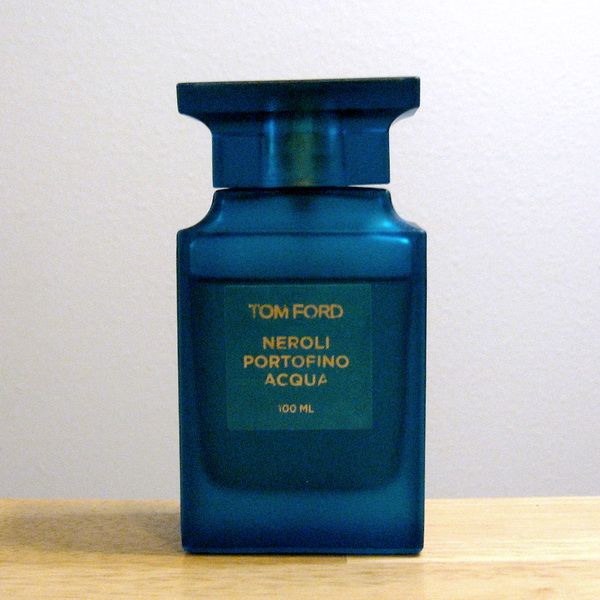 TOM FORD
NEROLI
PORTOFINO
ACQUA
100 ML